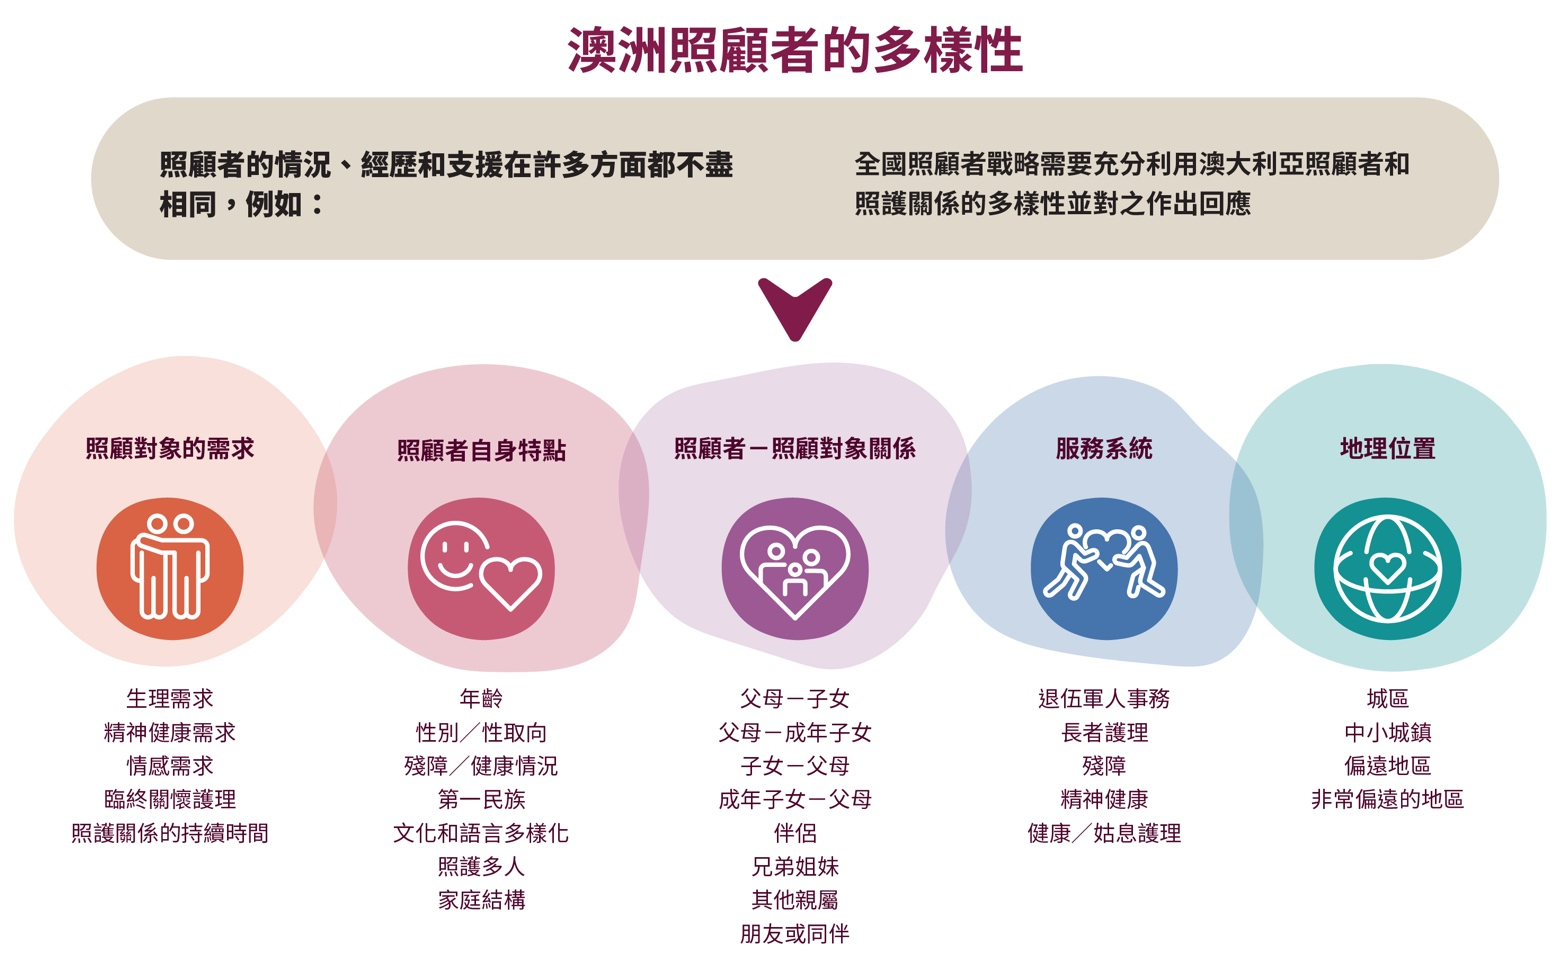 澳洲照顧者的多樣性
照顧者的情況、經歷和支援在許多方面都不盡
相同，例如：
全國照顧者戰略需要充分利用澳大利亞照顧者和
照護關係的多樣性並對之作出回應
照顧對象的需求
生理需求
精神健康需求
情感需求
臨終關懷護理
照護關係的持續時間
照顧者自身特點
年齡
性別／性取向
殘障／健康情況
第一民族
文化和語言多樣化
照護多人
家庭結構
照顧者－照顧對象關係
父母－子女
父母－成年子女
子女－父母
成年子女－父母
伴侶
兄弟姐妹
其他親屬
朋友或同伴
服務系統
退伍軍人事務
長者護理
殘障
精神健康
健康／姑息護理
地理位置
城區
中小城鎮
偏遠地區
非常偏遠的地區